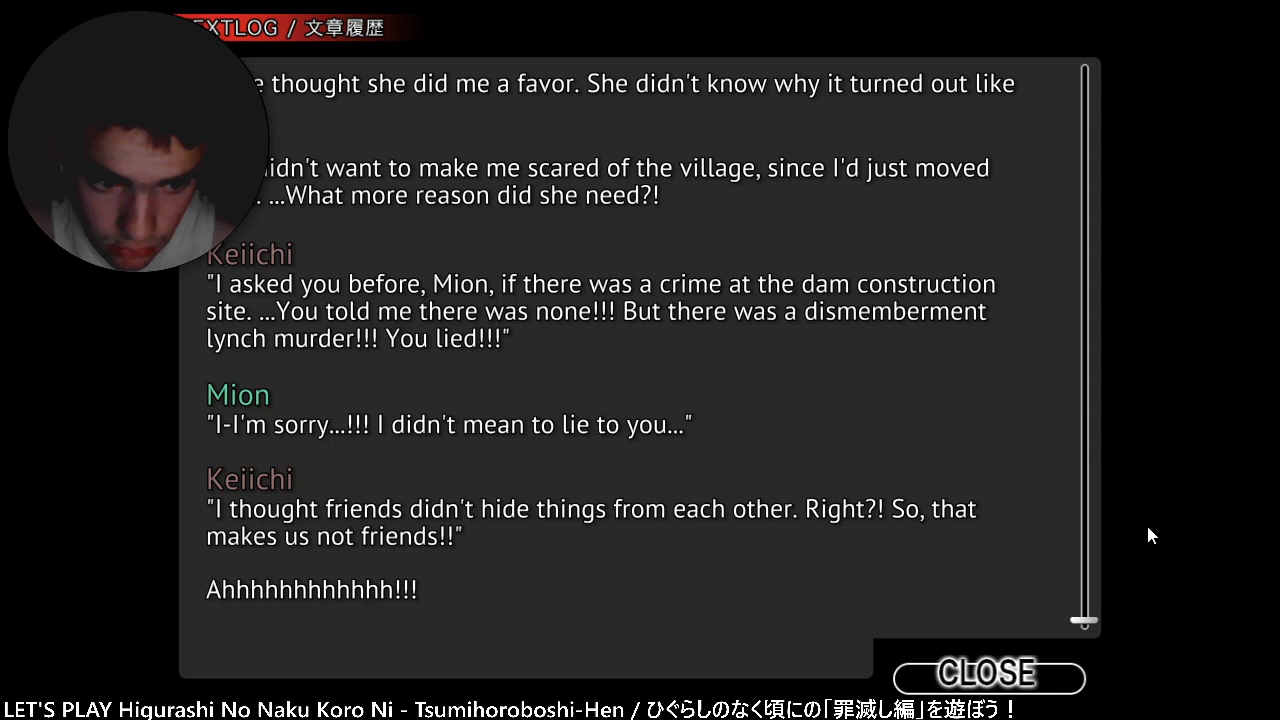 EXTLOG / 文章履歴
e thought she did me a favor. She didn't know why it turned out like
didn't want to make me scared of the village, since I'd just moved
. ...What more reason did she need?!
Keiichi
"I asked you before, Mion, if there was a crime at the dam construction
site. ...You told me there was none!!! But there was a dismemberment
lynch murder!!! You lied!!!"
Mion
"I-I'm sorry...!!! I didn't mean to lie to you..."
Keiichi
"I thought friends didn't hide things from each other. Right?! So, that
makes us not friends!!"
Ahhhhhhhhhhhh!!!
CLOSE
LET'S PLAY Higurashi No Naku Koro Ni - Tsumihoroboshi-Hen / ひぐらしのなく頃にの「罪滅し編」を遊ぼう！